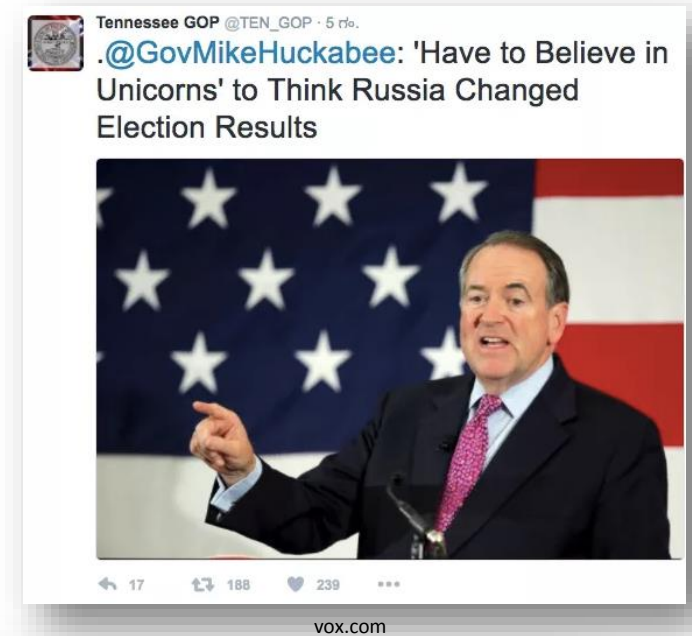 Tennessee GOP @TEN_GOP · 5 იან.
.@GovMikeHuckabee: 'Have to Believe in
Unicorns' to Think Russia Changed
Election Results
17 188 239
vox.com